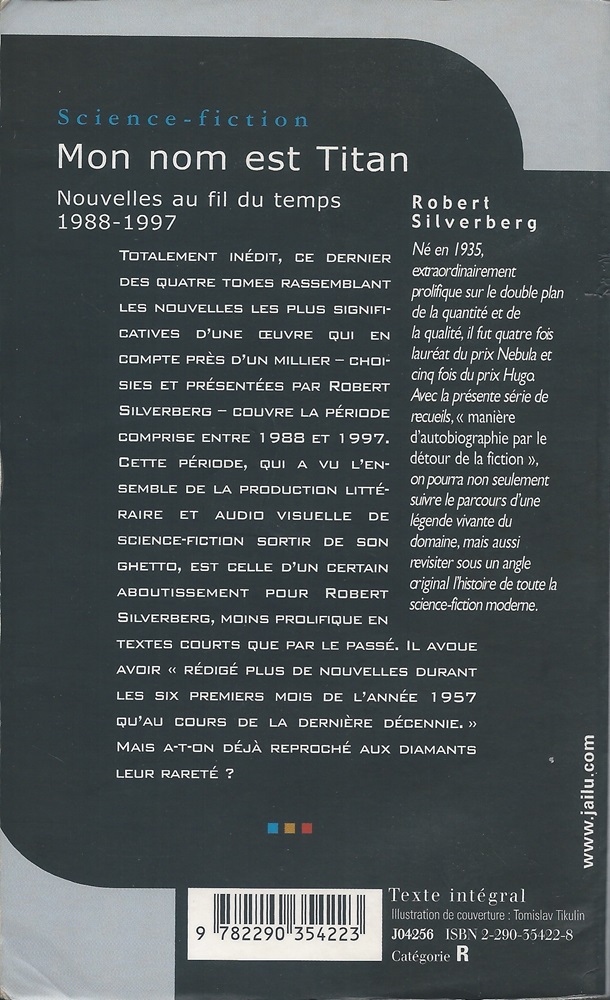 Science-fiction
Mon nom est Titan
Nouvelles au fil du temps
1988-1997
TOTALEMENT INÉDIT, CE DERNIER
DES QUATRE TOMES RASSEMBLANT
LES NOUVELLES LES PLUS SIGNIFI-
CATIVES D'UNE ŒUVRE QUI EN
COMPTE PRÈS D'UN MILLIER – CHOI-
SIES ET PRÉSENTÉES PAR ROBERT
SILVERBERG – COUVRE LA PÉRIODE
COMPRISE ENTRE 1988 ET 1997.
CETTE PÉRIODE, QUI A VU L'EN-
SEMBLE DE LA PRODUCTION LITTÉ-
RAIRE ET AUDIO VISUELLE DE
SCIENCE-FICTION SORTIR DE SON
GHETTO, EST CELLE D'UN CERTAIN
ABOUTISSEMENT POUR ROBERT
SILVERBERG, MOINS PROLIFIQUE EN
TEXTES COURTS QUE PAR LE PASSÉ. IL AVOUE
AVOIR « RÉDIGÉ PLUS DE NOUVELLES DURANT
LES SIX PREMIERS MOIS DE L'ANNÉE 1957
QU'AU COURS DE LA DERNIÈRE DÉCENNIE. »
MAIS A-T-ON DÉJÀ REPROCHÉ AUX DIAMANTS
LEUR RARETÉ ?
Robert
Silverberg
Né en 1935,
extraordinairement
prolifique sur le double plan
de la quantité et de
la qualité, il fut quatre fois
lauréat du prix Nebula et
cinq fois du prix Hugo.
Avec la présente série de
recueils, « manière
d'autobiographie par le
détour de la fiction »,
on pourra non seulement
suivre le parcours d'une
légende vivante du
domaine, mais aussi
revisiter sous un angle
original l'histoire de toute la
science-fiction moderne.
www.jailu.com
9 782290 354223
Texte intégral
Illustration de couverture : Tomislav Tikulin
J04256 ISBN 2-290-35422-8
Catégorie R